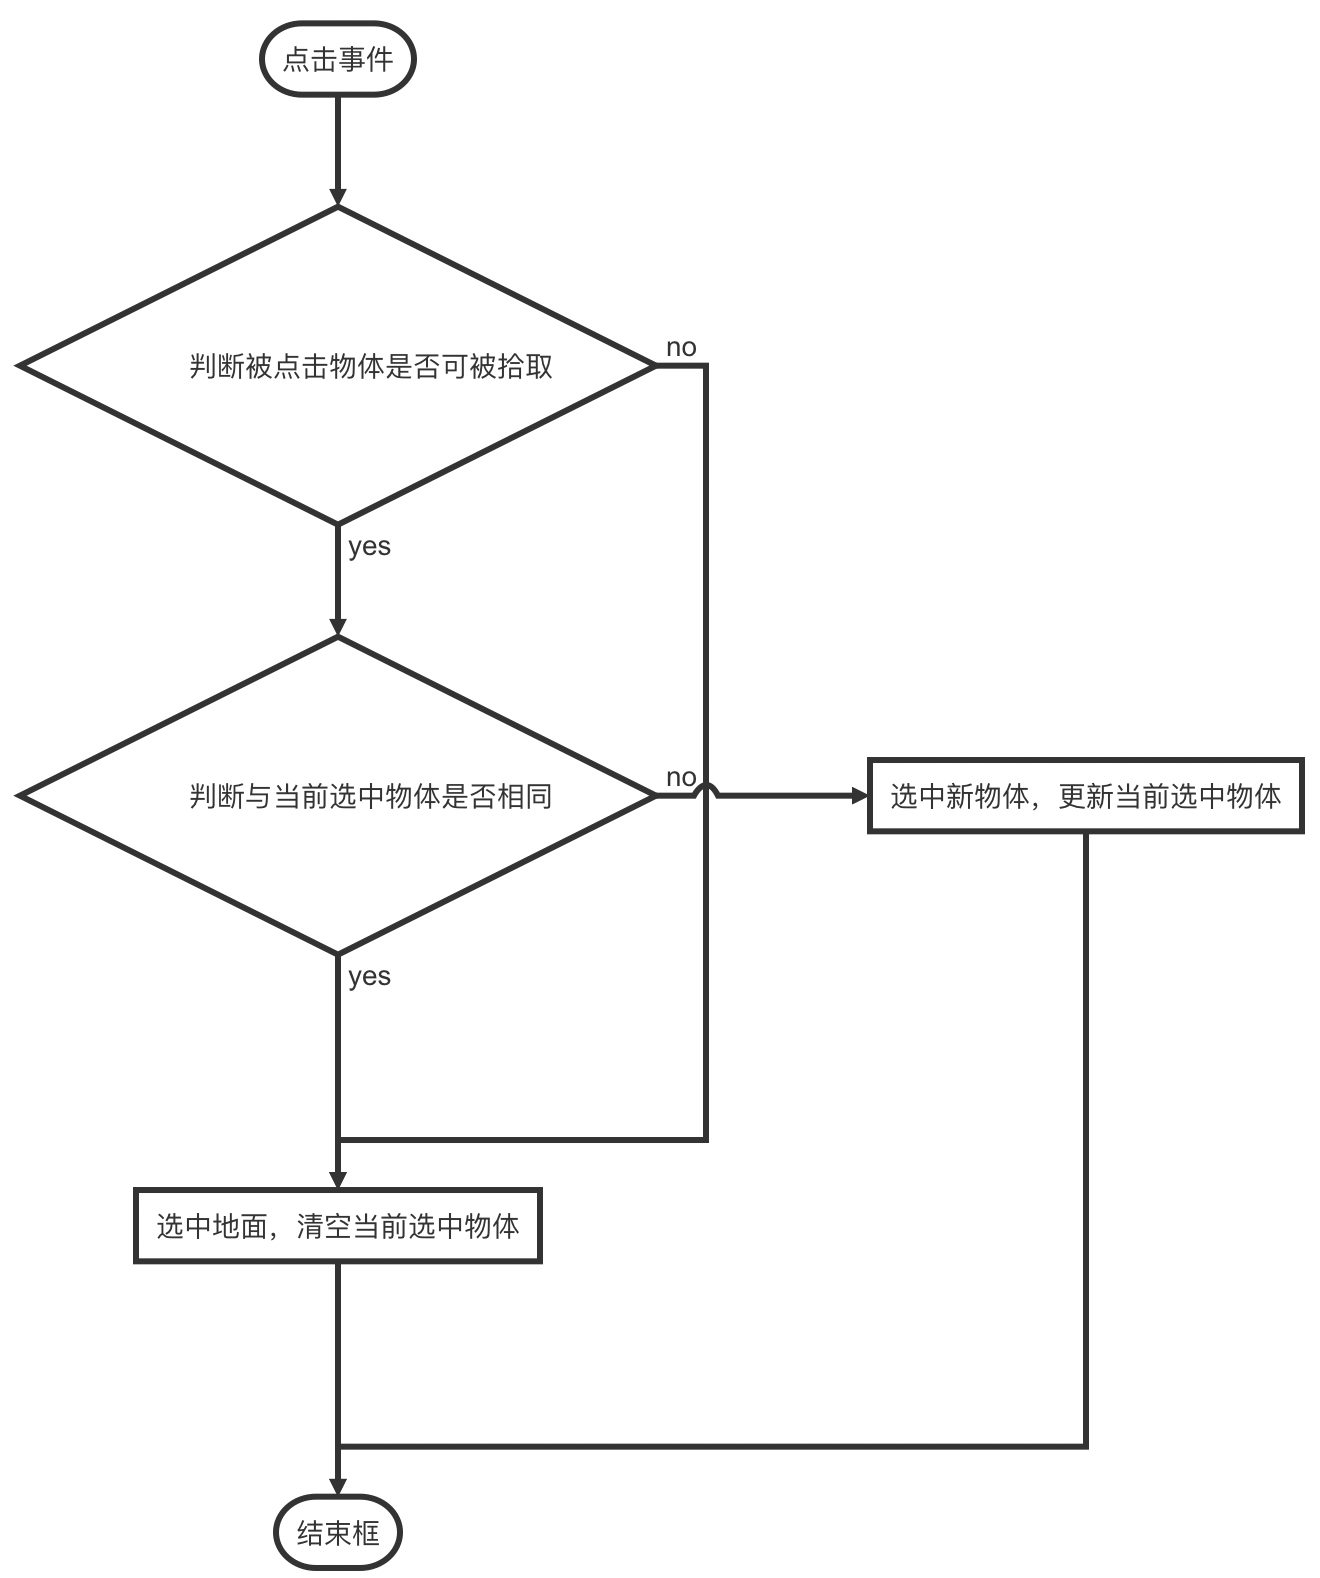 点击事件
判断被点击物体是否可被拾取
no
yes
判断与当前选中物体是否相同
no
选中新物体，更新当前选中物体
yes
选中地面，清空当前选中物体
结束框